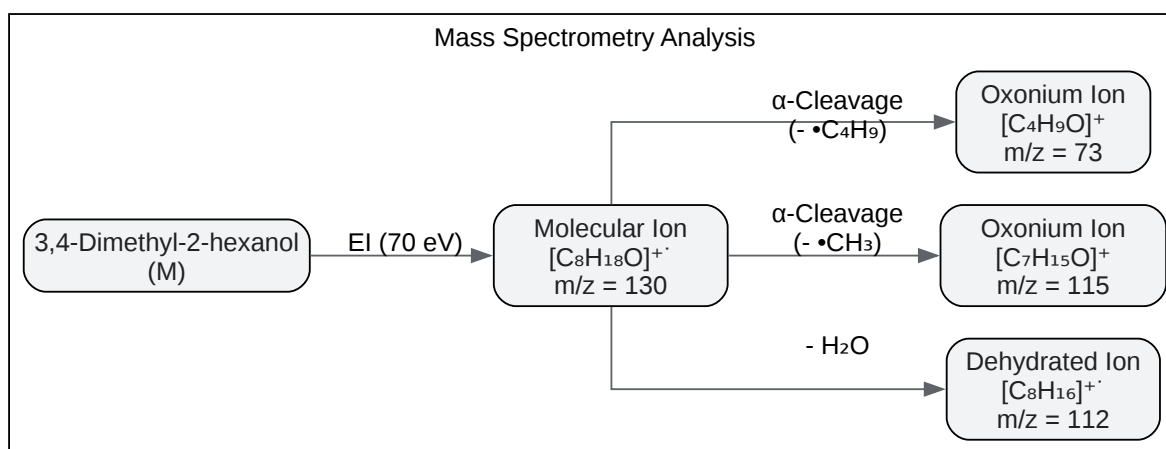 Mass Spectrometry Analysis
3,4-Dimethyl-2-hexanol
(M)
EI (70 eV)
Molecular Ion
[C₈H₁₈O]⁺˙
m/z = 130
α-Cleavage
(- •C₄H₉)
Oxonium Ion
[C₄H₉O]⁺
m/z = 73
α-Cleavage
(- •CH₃)
Oxonium Ion
[C₇H₁₅O]⁺
m/z = 115
- H₂O
Dehydrated Ion
[C₈H₁₆]⁺˙
m/z = 112